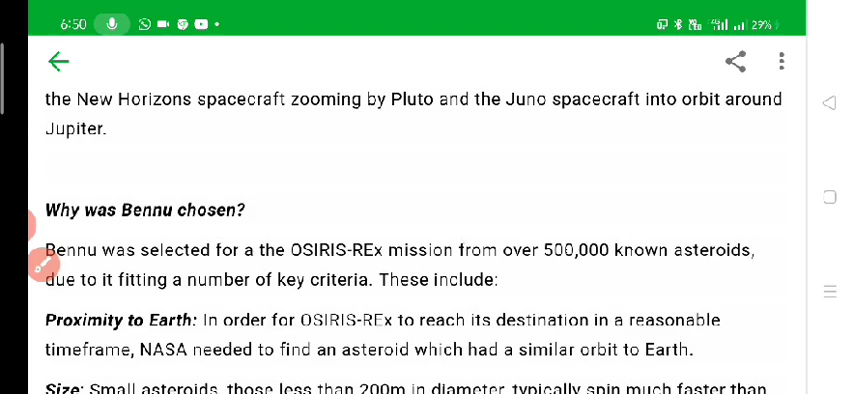 6:50
29%
the New Horizons spacecraft zooming by Pluto and the Juno spacecraft into orbit around
Jupiter.
Why was Bennu chosen?
Bennu was selected for a the OSIRIS-REx mission from over 500,000 known asteroids,
due to it fitting a number of key criteria. These include:
Proximity to Earth: In order for OSIRIS-REx to reach its destination in a reasonable
timeframe, NASA needed to find an asteroid which had a similar orbit to Earth.
Size: Small asteroids, those less than 200m in diameter, typically spin much faster than